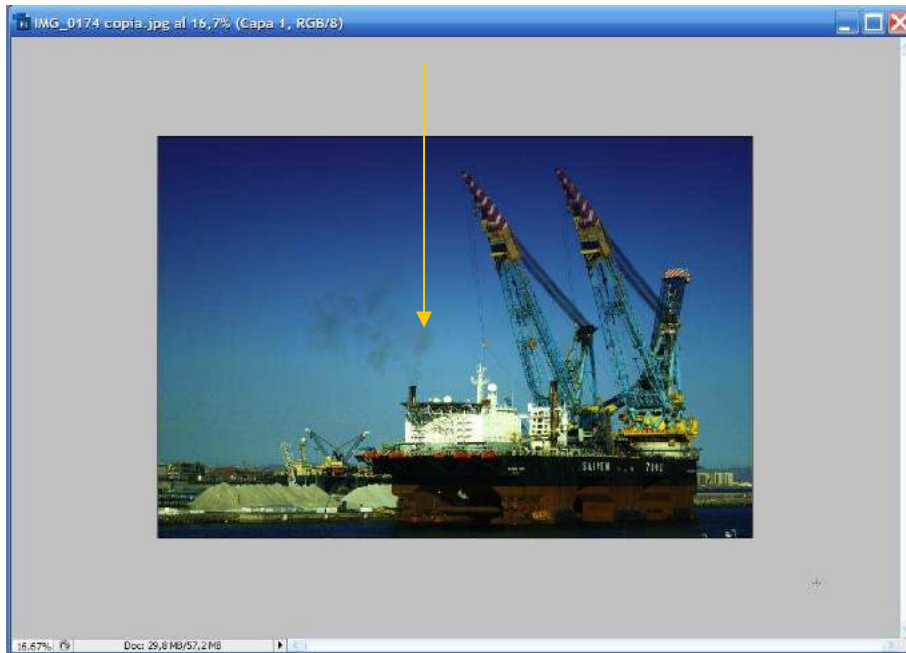 IMG_0174 copia.jpg al 16,7% (Capa 1, RGB/8)
SAIPEM 7000
16.67% Doc: 29,8 MB/57,2 MB